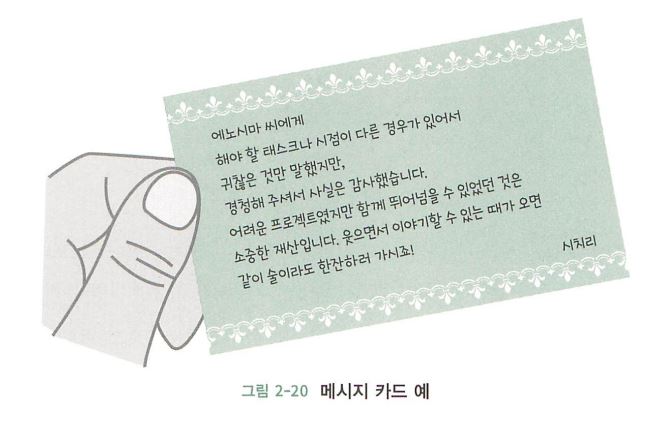 에노시마 씨에게
해야 할 태스크나 시점이 다른 경우가 있어서
귀찮은 것만 말했지만,
경청해 주셔서 사실은 감사했습니다.
어려운 프로젝트였지만 함께 뛰어넘을 수 있었던 것은
소중한 재산입니다. 웃으면서 이야기할 수 있는 때가 오면
같이 술이라도 한잔하러 가시죠!
시치리
그림 2-20 메시지 카드 예